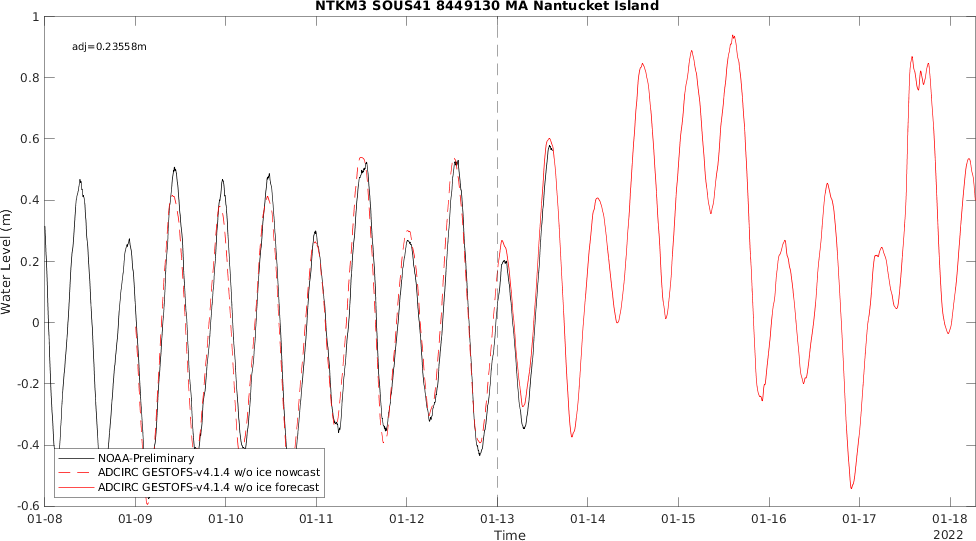 NTKM3 SOUS41 8449130 MA Nantucket Island
adj=0.23558m
1
0.8
0.6
0.4
0.2
0
-0.2
-0.4
-0.6
Water Level (m)
NOAA-Preliminary
ADCIRC GESTOFS-v4.1.4 w/o ice nowcast
ADCIRC GESTOFS-v4.1.4 w/o ice forecast
01-08 01-09 01-10 01-11 01-12 01-13 01-14 01-15 01-16 01-17 01-18
Time
2022